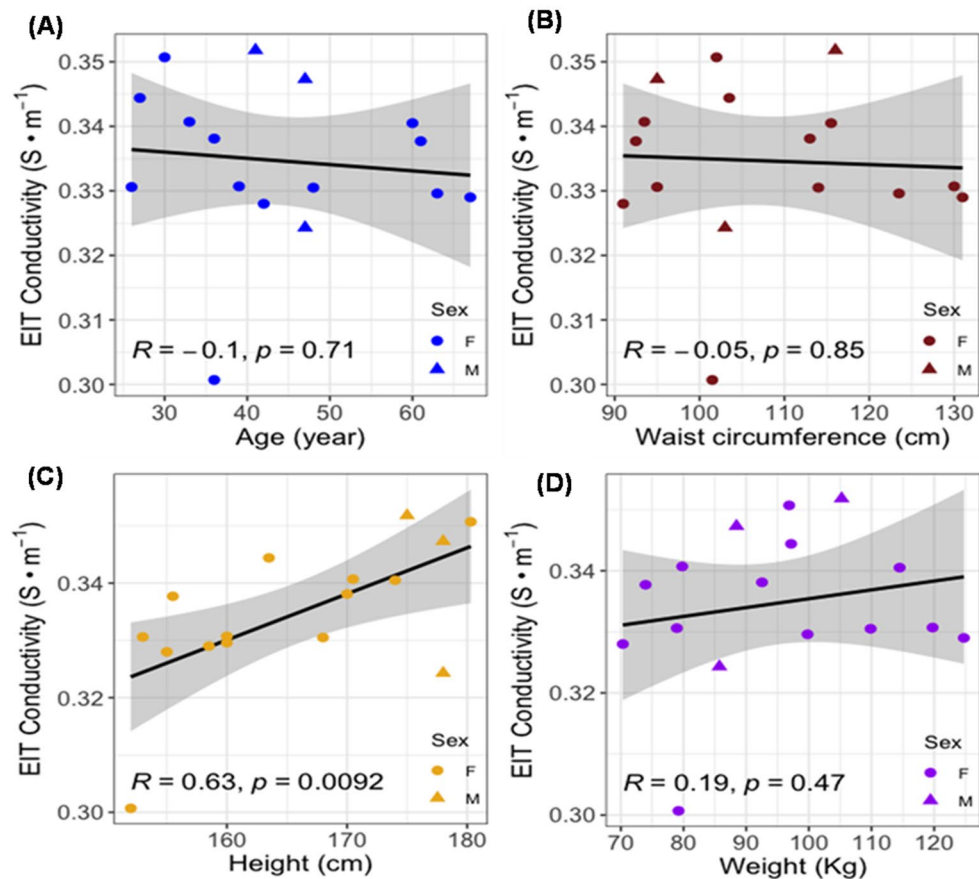 (A)
EIT Conductivity (S • m⁻¹)
0.35
0.34
0.33
0.32
0.31
0.30
Sex
F
M
R = −0.1, p = 0.71
30 40 50 60
Age (year)
(B)
EIT Conductivity (S • m⁻¹)
0.35
0.34
0.33
0.32
0.31
0.30
Sex
F
M
R = −0.05, p = 0.85
90 100 110 120 130
Waist circumference (cm)
(C)
EIT Conductivity (S • m⁻¹)
0.34
0.32
0.30
Sex
F
M
R = 0.63, p = 0.0092
160 170 180
Height (cm)
(D)
EIT Conductivity (S • m⁻¹)
0.34
0.32
0.30
Sex
F
M
R = 0.19, p = 0.47
70 80 90 100 110 120
Weight (Kg)